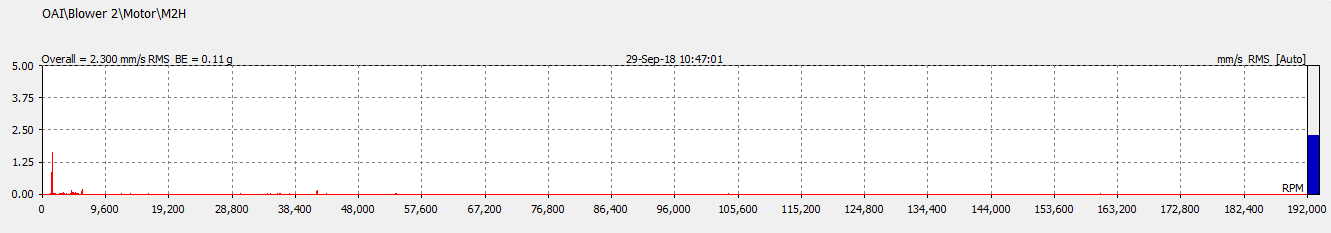 OAI\Blower 2\Motor\M2H
Overall = 2.300 mm/s RMS BE = 0.11 g 29-Sep-18 10:47:01 mm/s RMS [Auto]
5.00
3.75
2.50
1.25
0.00
RPM
0 9,600 19,200 28,800 38,400 48,000 57,600 67,200 76,800 86,400 96,000 105,600 115,200 124,800 134,400 144,000 153,600 163,200 172,800 182,400 192,000